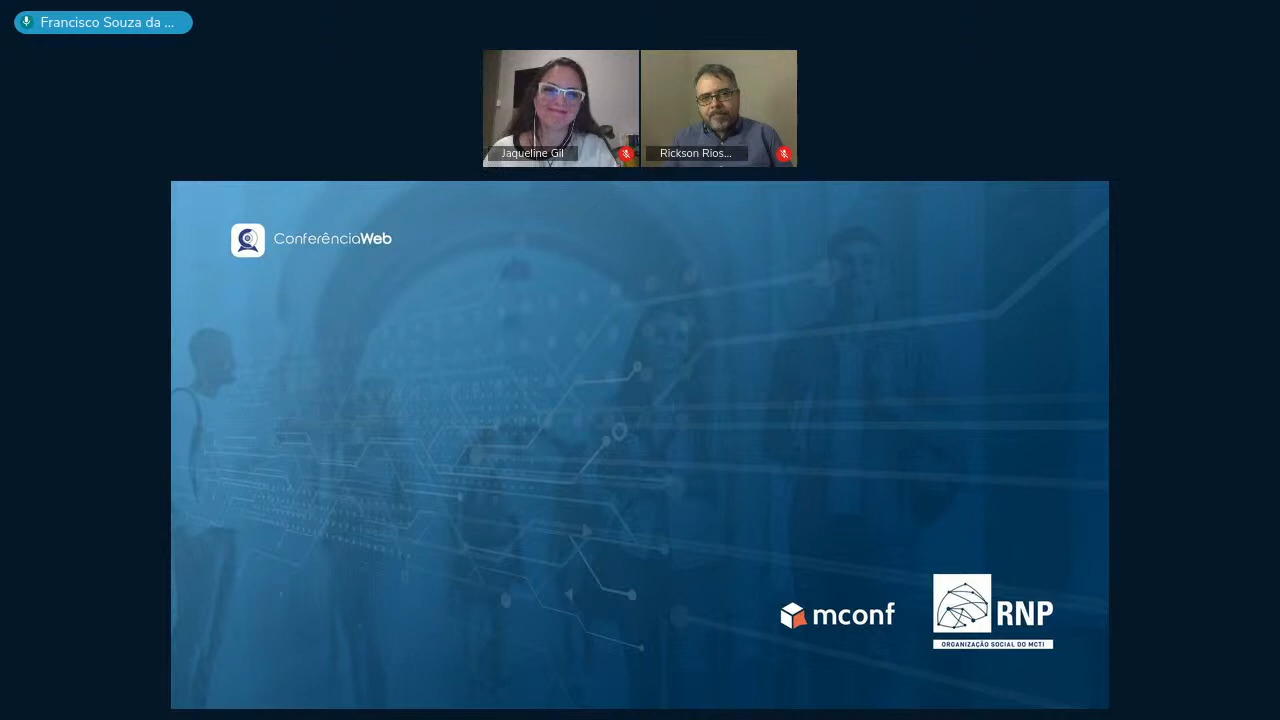 Francisco Souza da ...
Jaqueline Gil
Rickson Rios...
ConferênciaWeb
mconf
RNP
ORGANIZAÇÃO SOCIAL DO MCTI